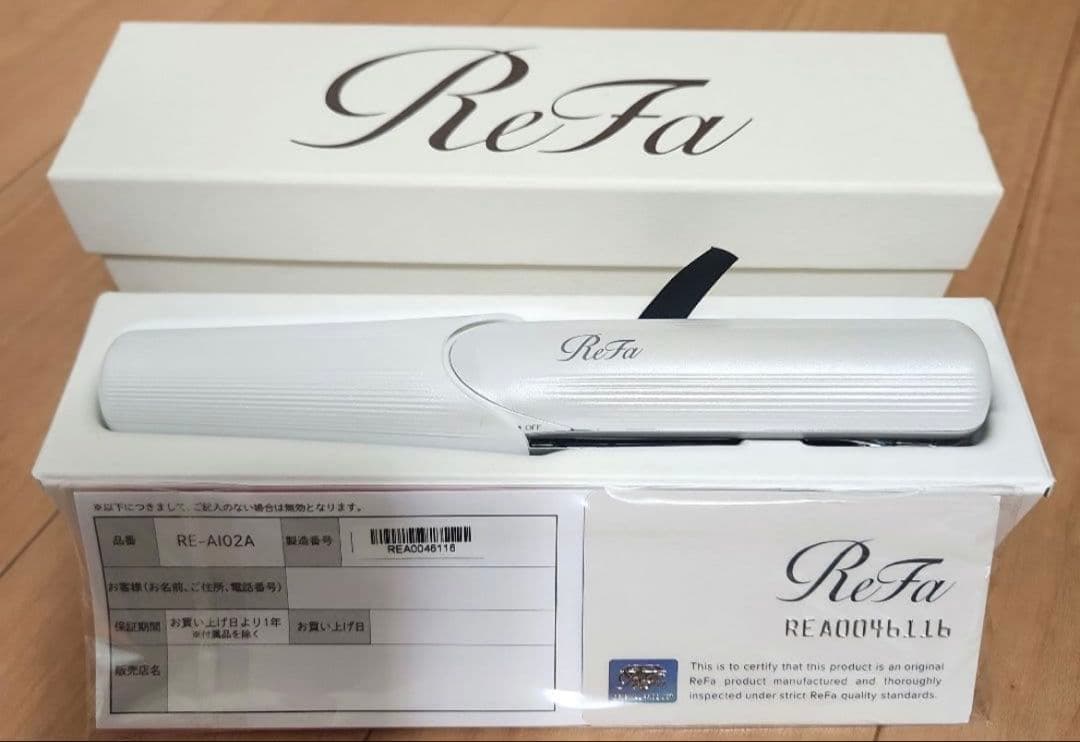 ReFa
ReFa
OFF
※以下につきまして、ご記入のない場合は無効となります。
品番 RE-AI02A 製造番号 REA0046116
お客様(お名前、ご住所、電話番号)
保証期間 お買い上げ日より1年 お買い上げ日
※付属品を除く
販売店名
ReFa
REA0046116
This is to certify that this product is an original
ReFa product manufactured and thoroughly
inspected under strict ReFa quality standards.